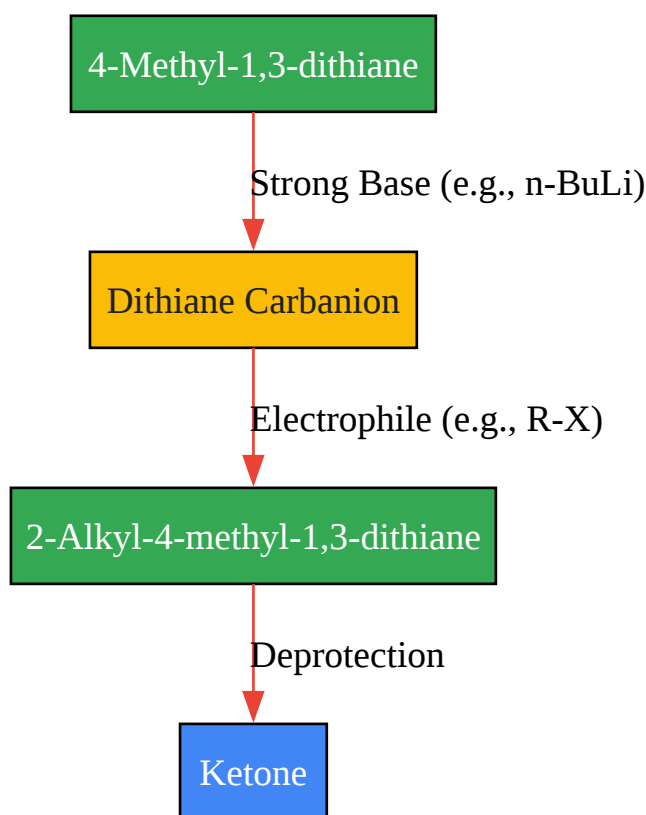 4-Methyl-1,3-dithiane
Strong Base (e.g., n-BuLi)
Dithiane Carbanion
Electrophile (e.g., R-X)
2-Alkyl-4-methyl-1,3-dithiane
Deprotection
Ketone